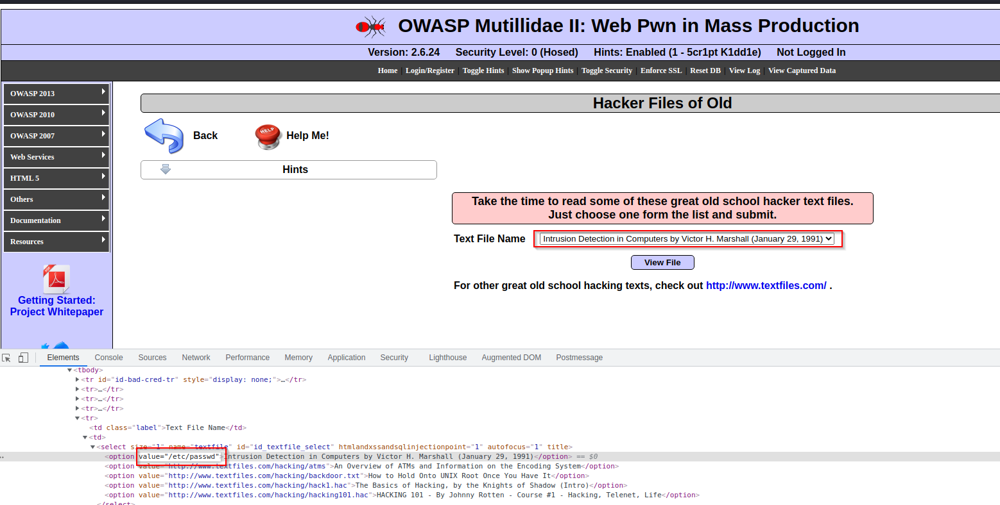 OWASP Mutillidae II: Web Pwn in Mass Production
Version: 2.6.24 Security Level: 0 (Hosed) Hints: Enabled (1 - 5cr1pt K1dd1e) Not Logged In
Home | Login/Register | Toggle Hints | Show Popup Hints | Toggle Security | Enforce SSL | Reset DB | View Log | View Captured Data
OWASP 2013
OWASP 2010
OWASP 2007
Web Services
HTML 5
Others
Documentation
Resources
Getting Started:
Project Whitepaper
Hacker Files of Old
Back
HELP
Help Me!
Hints
Take the time to read some of these great old school hacker text files.
Just choose one form the list and submit.
Text File Name Intrusion Detection in Computers by Victor H. Marshall (January 29, 1991)
View File
For other great old school hacking texts, check out http://www.textfiles.com/ .
Elements Console Sources Network Performance Memory Application Security Lighthouse Augmented DOM Postmessage
<tbody>
<tr id="id-bad-cred-tr" style="display: none;">…</tr>
<tr>…</tr>
<tr>…</tr>
<tr>…</tr>
<tr>
<td class="label">Text File Name</td>
<td>
<select size="1" name="textfile" id="id_textfile_select" htmlandxssandsqlinjectionpoint="1" autofocus="1" title>
<option value="/etc/passwd">Intrusion Detection in Computers by Victor H. Marshall (January 29, 1991)</option> == $0
<option value="http://www.textfiles.com/hacking/atms">An Overview of ATMs and Information on the Encoding System</option>
<option value="http://www.textfiles.com/hacking/backdoor.txt">How to Hold Onto UNIX Root Once You Have It</option>
<option value="http://www.textfiles.com/hacking/hack1.hac">The Basics of Hacking, by the Knights of Shadow (Intro)</option>
<option value="http://www.textfiles.com/hacking/hacking101.hac">HACKING 101 - By Johnny Rotten - Course #1 - Hacking, Telenet, Life</option>
</select>